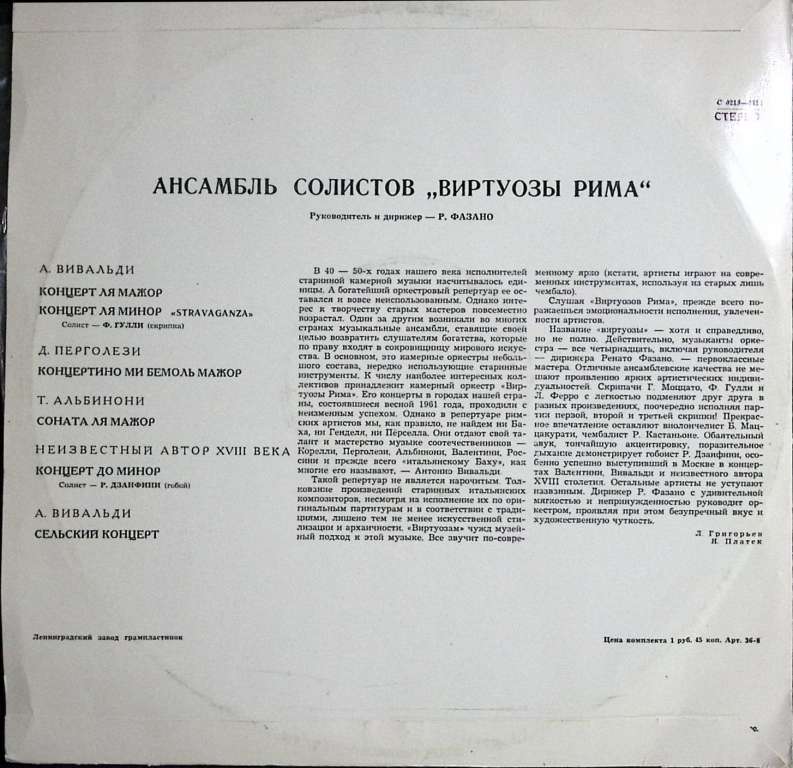 С 0213—
СТЕРЕО
АНСАМБЛЬ СОЛИСТОВ „ВИРТУОЗЫ РИМА“
Руководитель и дирижер — Р. ФАЗАНО
А. ВИВАЛЬДИ
КОНЦЕРТ ЛЯ МАЖОР
КОНЦЕРТ ЛЯ МИНОР «STRAVAGANZA»
Солист — Ф. ГУЛЛИ (скрипка)
Д. ПЕРГОЛЕЗИ
КОНЦЕРТИНО МИ БЕМОЛЬ МАЖОР
Т. АЛЬБИНОНИ
СОНАТА ЛЯ МАЖОР
НЕИЗВЕСТНЫЙ АВТОР XVIII ВЕКА
КОНЦЕРТ ДО МИНОР
Солист — Р. ДЗАНФИНИ (гобой)
А. ВИВАЛЬДИ
СЕЛЬСКИЙ КОНЦЕРТ
В 40 — 50-х годах нашего века исполнителей
старинной камерной музыки насчитывалось еди-
ницы. А богатейший оркестровый репертуар ее ос-
тавался и вовсе неиспользованным. Однако инте-
рес к творчеству старых мастеров повсеместно
возрастал. Один за другим возникали во многих
странах музыкальные ансамбли, ставящие своей
целью возвратить слушателям богатства, которые
по праву входят в сокровищницу мирового искус-
ства. В основном, это камерные оркестры неболь-
шого состава, нередко использующие старинные
инструменты. К числу наиболее интересных кол-
лективов принадлежит камерный оркестр «Вир-
туозы Рима». Его концерты в городах нашей стра-
ны, состоявшиеся весной 1961 года, проходили с
неизменным успехом. Однако в репертуаре рим-
ских артистов мы, как правило, не найдем ни Ба-
ха, ни Генделя, ни Пёрселла. Они отдают свой та-
лант и мастерство музыке соотечественников —
Корелли, Перголези, Альбинони, Валентини, Рос-
сини и прежде всего «итальянскому Баху», как
многие его называют, — Антонио Вивальди.
Такой репертуар не является нарочитым. Тол-
кование произведений старинных итальянских
композиторов, несмотря на исполнение их по ори-
гинальным партитурам и в соответствии с тради-
циями, лишено тем не менее искусственной сти-
лизации и архаичности. «Виртуозам» чужд музей-
ный подход к этой музыке. Все звучит по-совре-
менному ярко (кстати, артисты играют на совре-
менных инструментах, используя из старых лишь
чембало).
Слушая «Виртуозов Рима», прежде всего по-
ражаешься эмоциональности исполнения, увлечен-
ности артистов.
Название «виртуозы» — хотя и справедливо,
но не полно. Действительно, музыканты орке-
стра — все четырнадцать, включая руководителя
— дирижера Ренато Фазано, — первоклассные
мастера. Отличные ансамблевские качества не ме-
шают проявлению ярких артистических индиви-
дуальностей. Скрипачи Г. Моццато, Ф. Гулли и
Л. Ферро с легкостью подменяют друг друга в
разных произведениях, поочередно исполняя пар-
тии первой, второй и третьей скрипки! Прекрас-
ное впечатление оставляют виолончелист Б. Мац-
цакурати, чембалист Р. Кастаньоне. Обаятельный
звук, тончайшую акцентировку, поразительное
дыхание демонстрирует гобоист Р. Дзанфини, осо-
бенно успешно выступивший в Москве в концер-
тах Валентини, Вивальди и неизвестного автора
XVIII столетия. Остальные артисты не уступают
названным. Дирижер Р. Фазано с удивительной
мягкостью и непринужденностью руководит ор-
кестром, проявляя при этом безупречный вкус и
художественную чуткость.
Л. Григорьев
Я. Платек
Ленинградский завод грампластинок
Цена комплекта 1 руб. 45 коп. Арт. 36-8